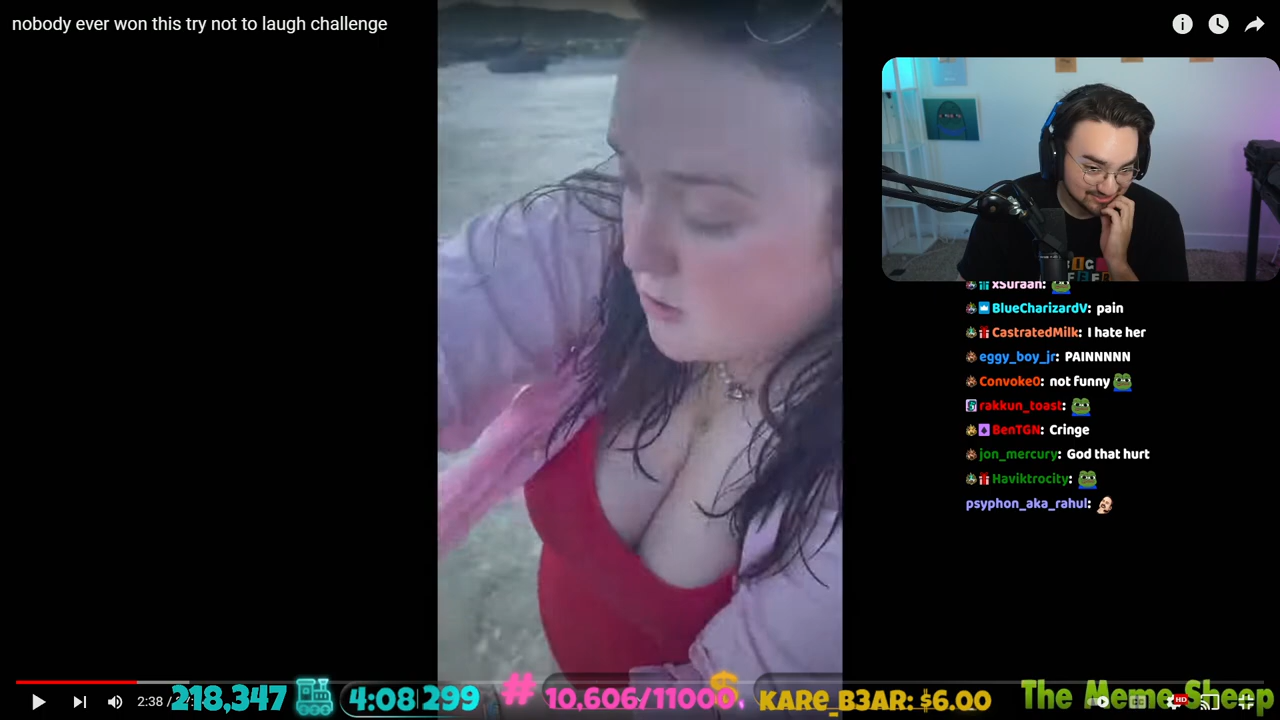 nobody ever won this try not to laugh challenge
xSuraan:
BlueCharizardV: pain
CastratedMilk: I hate her
eggy_boy_jr: PAINNNNN
ConvokeO: not funny
rakkun_toast:
BenTGN: Cringe
jon_mercury: God that hurt
Haviktrocity:
psyphon_aka_rahul:
2:38 /
218,347
4:08
299
# 10,606/11000
KARe_B3AR: $6.00
The Meme Sheep
HD